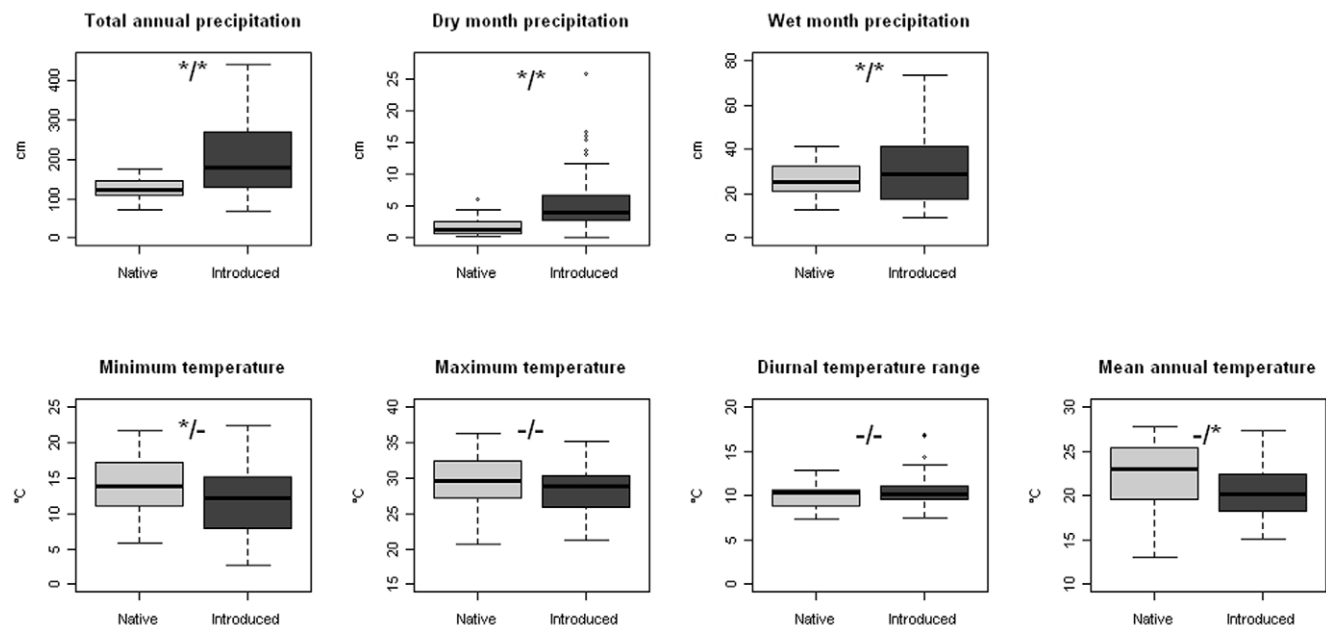 Total annual precipitation
cm
400
300
200
100
0
*/*
Native Introduced
Dry month precipitation
cm
25
20
15
10
5
0
*/*
Native Introduced
Wet month precipitation
cm
80
60
40
20
0
*/*
Native Introduced
Minimum temperature
°C
25
20
15
10
5
0
*/-
Native Introduced
Maximum temperature
°C
40
35
30
25
20
15
-/-
Native Introduced
Diurnal temperature range
°C
20
15
10
5
0
-/-
Native Introduced
Mean annual temperature
°C
30
25
20
15
10
-/*
Native Introduced